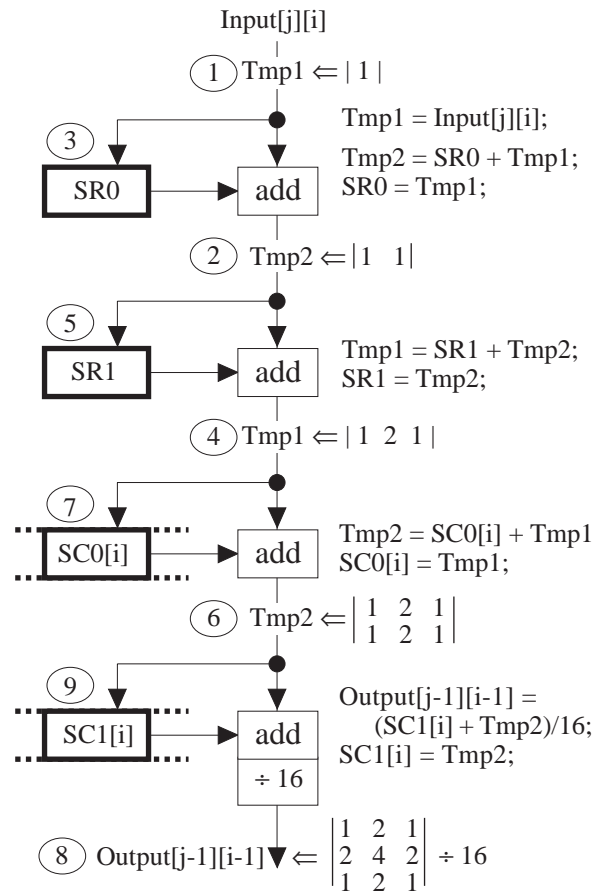 Input[j][i]
1 Tmp1 ⇐ | 1 |
Tmp1 = Input[j][i];
3
Tmp2 = SR0 + Tmp1;
SR0 add SR0 = Tmp1;
2 Tmp2 ⇐ | 1 1 |
5
Tmp1 = SR1 + Tmp2;
SR1 add SR1 = Tmp2;
4 Tmp1 ⇐ | 1 2 1 |
7
Tmp2 = SC0[i] + Tmp1
SC0[i] add SC0[i] = Tmp1;
6 Tmp2 ⇐ | 1 2 1 |
| 1 2 1 |
9
Output[j-1][i-1] =
(SC1[i] + Tmp2)/16;
SC1[i] add SC1[i] = Tmp2;
÷ 16
| 1 2 1 |
8 Output[j-1][i-1] ⇐ | 2 4 2 | ÷ 16
| 1 2 1 |